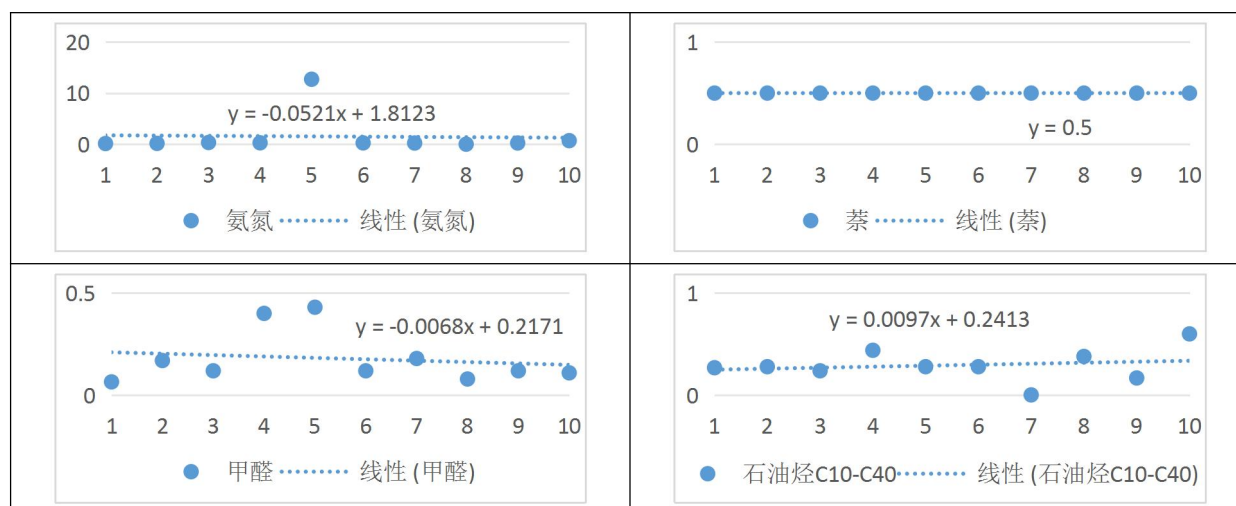 20
10
0
y = -0.0521x + 1.8123
1 2 3 4 5 6 7 8 9 10
氨氮 线性 (氨氮)
1
0
y = 0.5
1 2 3 4 5 6 7 8 9 10
萘 线性 (萘)
0.5
0
y = -0.0068x + 0.2171
1 2 3 4 5 6 7 8 9 10
甲醛 线性 (甲醛)
1
0
y = 0.0097x + 0.2413
1 2 3 4 5 6 7 8 9 10
石油烃C10-C40 线性 (石油烃C10-C40)